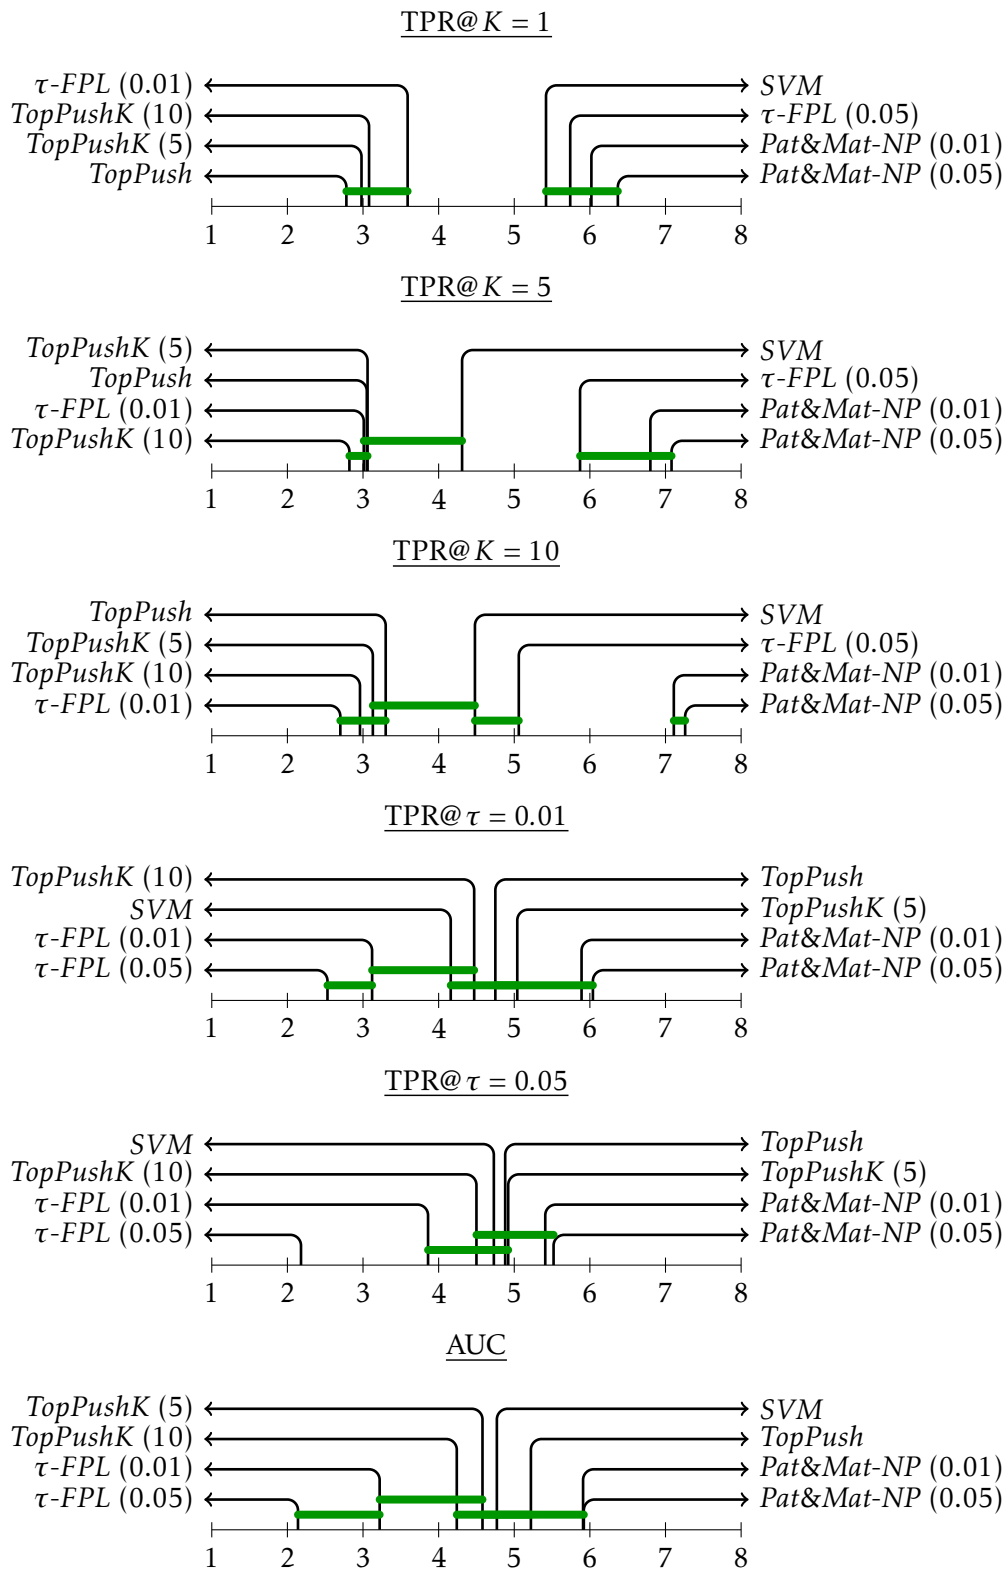 TPR@K = 1
τ-FPL (0.01) SVM
TopPushK (10) τ-FPL (0.05)
TopPushK (5) Pat&Mat-NP (0.01)
TopPush Pat&Mat-NP (0.05)
1 2 3 4 5 6 7 8
TPR@K = 5
TopPushK (5) SVM
TopPush τ-FPL (0.05)
τ-FPL (0.01) Pat&Mat-NP (0.01)
TopPushK (10) Pat&Mat-NP (0.05)
1 2 3 4 5 6 7 8
TPR@K = 10
TopPush SVM
TopPushK (5) τ-FPL (0.05)
TopPushK (10) Pat&Mat-NP (0.01)
τ-FPL (0.01) Pat&Mat-NP (0.05)
1 2 3 4 5 6 7 8
TPR@τ = 0.01
TopPushK (10) TopPush
SVM TopPushK (5)
τ-FPL (0.01) Pat&Mat-NP (0.01)
τ-FPL (0.05) Pat&Mat-NP (0.05)
1 2 3 4 5 6 7 8
TPR@τ = 0.05
SVM TopPush
TopPushK (10) TopPushK (5)
τ-FPL (0.01) Pat&Mat-NP (0.01)
τ-FPL (0.05) Pat&Mat-NP (0.05)
1 2 3 4 5 6 7 8
AUC
TopPushK (5) SVM
TopPushK (10) TopPush
τ-FPL (0.01) Pat&Mat-NP (0.01)
τ-FPL (0.05) Pat&Mat-NP (0.05)
1 2 3 4 5 6 7 8